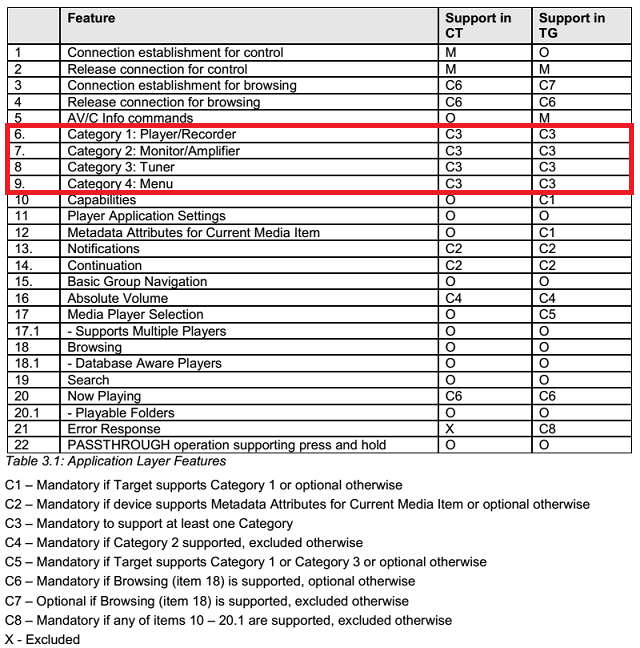 Feature Support in CT Support in TG
1 Connection establishment for control M O
2 Release connection for control M M
3 Connection establishment for browsing C6 C7
4 Release connection for browsing C6 C6
5 AV/C Info commands O M
6. Category 1: Player/Recorder C3 C3
7. Category 2: Monitor/Amplifier C3 C3
8 Category 3: Tuner C3 C3
9. Category 4: Menu C3 C3
10 Capabilities O C1
11 Player Application Settings O O
12 Metadata Attributes for Current Media Item O C1
13. Notifications C2 C2
14. Continuation C2 C2
15. Basic Group Navigation O O
16 Absolute Volume C4 C4
17 Media Player Selection O C5
17.1 - Supports Multiple Players O O
18 Browsing O O
18.1 - Database Aware Players O O
19 Search O O
20 Now Playing C6 C6
20.1 - Playable Folders O O
21 Error Response X C8
22 PASSTHROUGH operation supporting press and hold O O
Table 3.1: Application Layer Features
C1 – Mandatory if Target supports Category 1 or optional otherwise
C2 – Mandatory if device supports Metadata Attributes for Current Media Item or optional otherwise
C3 – Mandatory to support at least one Category
C4 – Mandatory if Category 2 supported, excluded otherwise
C5 – Mandatory if Target supports Category 1 or Category 3 or optional otherwise
C6 – Mandatory if Browsing (item 18) is supported, optional otherwise
C7 – Optional if Browsing (item 18) is supported, excluded otherwise
C8 – Mandatory if any of items 10 – 20.1 are supported, excluded otherwise
X - Excluded